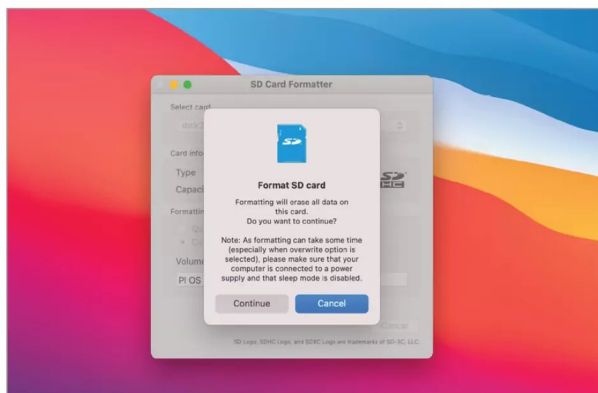 SD Card Formatter
Select card
Card info
Type
Capaci
SD
HC
Format SD card
Formatting will erase all data on
this card.
Do you want to continue?
Formattin
Note: As formatting can take some time
(especially when overwrite option is
selected), please make sure that your
computer is connected to a power
supply and that sleep mode is disabled.
Volume
PI OS
Continue
Cancel
SD Logo, SDHC Logo, and SDXC Logo are trademarks of SD-3C, LLC